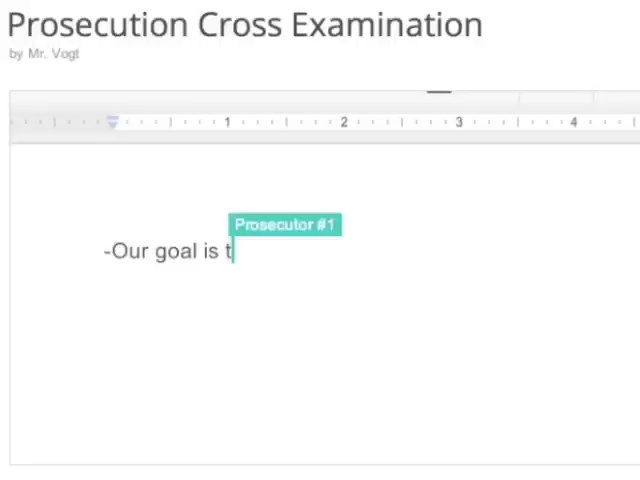 Prosecution Cross Examination
by Mr. Vogt
1 2 3 4
Prosecutor #1
-Our goal is t